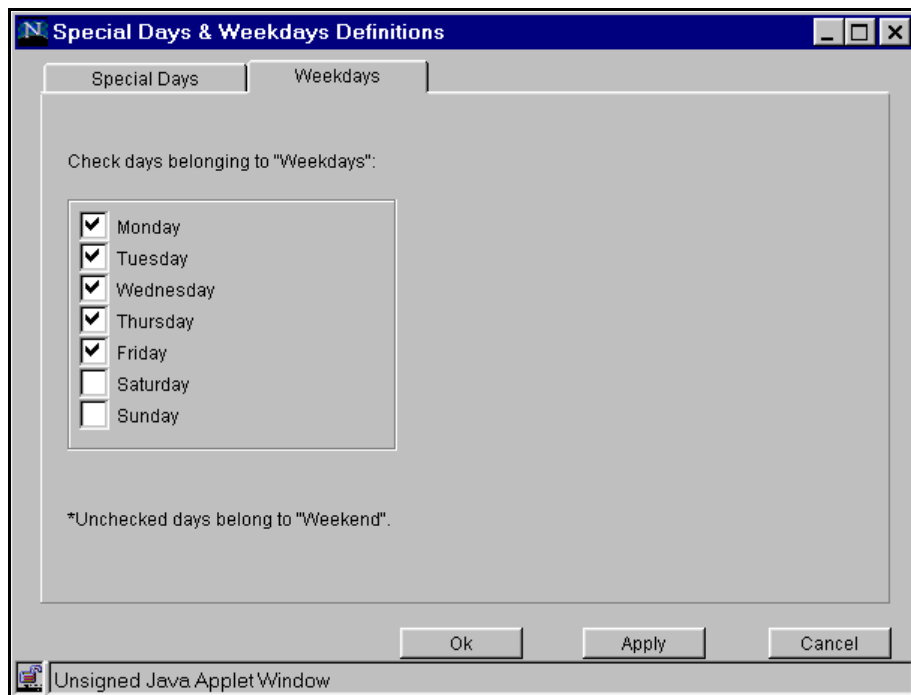 N Special Days & Weekdays Definitions
Special Days
Weekdays
Check days belonging to "Weekdays":
Monday
Tuesday
Wednesday
Thursday
Friday
Saturday
Sunday
*Unchecked days belong to "Weekend".
Ok
Apply
Cancel
Unsigned Java Applet Window